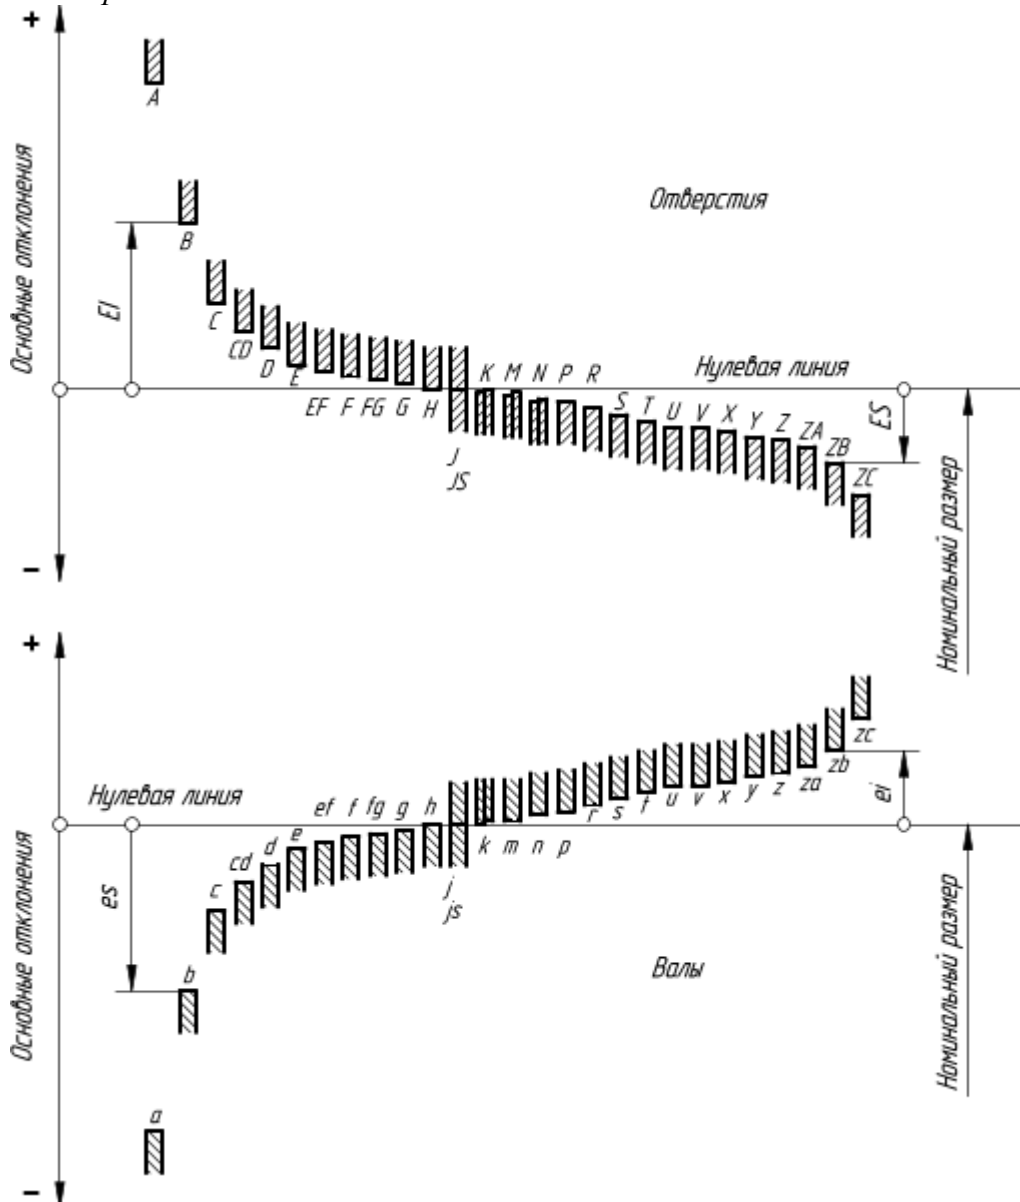 +
A
Основные отклонения
Отверстия
B
EI
C
CD
D
E
Нулевая линия
K M N P R
EF F FG G H
S T U V X Y Z ZA ZB ZC
ES
J
JS
Номинальный размер
–
+
zc
zb
ei
za
z
y
x
v
u
t
s
r
Нулевая линия
ef f fg g h
e
d
cd
c
k m n p
j
js
es
b
Валы
Основные отклонения
Номинальный размер
a
–